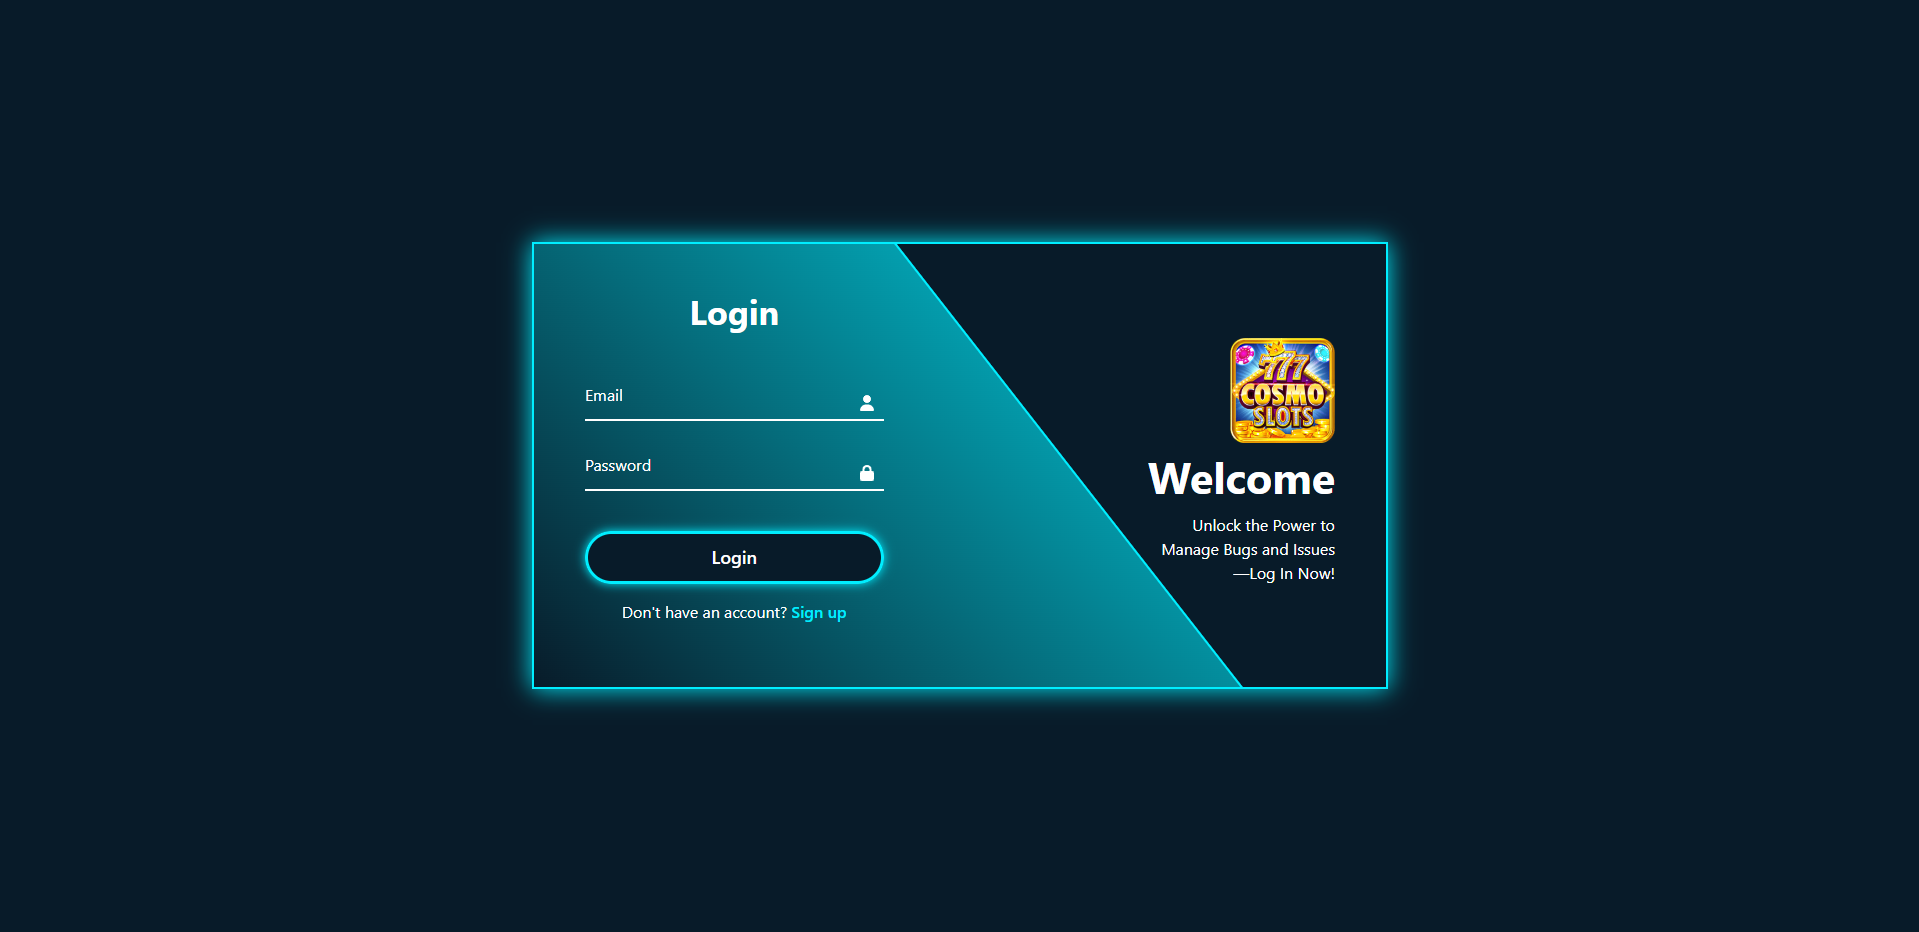 Login
Email
Password
Login
Don't have an account? Sign up
777
COSMO
SLOTS
Welcome
Unlock the Power to
Manage Bugs and Issues
—Log In Now!